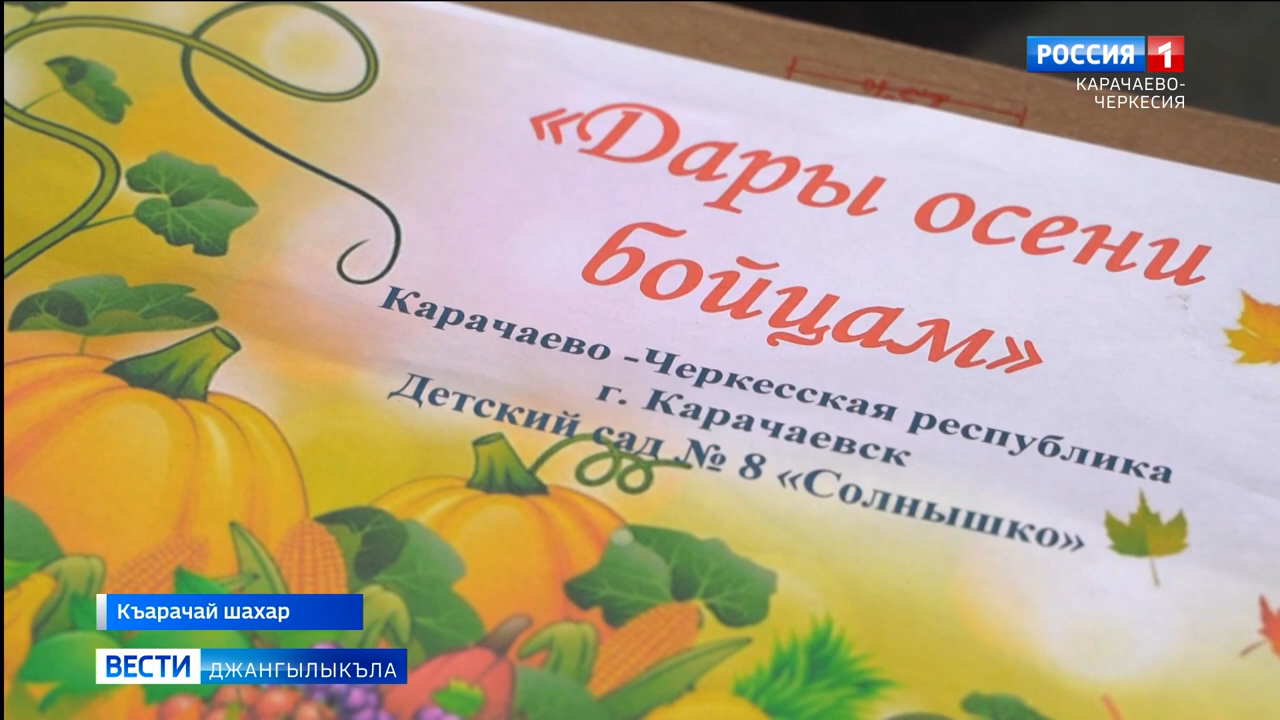 РОССИЯ 1
КАРАЧАЕВО-
ЧЕРКЕСИЯ
«Дары осени
бойцам»
Карачаево -Черкесская республика
г. Карачаевск
Детский сад № 8 «Солнышко»
Къарачай шахар
ВЕСТИ ДЖАНГЫЛЫКЪЛА